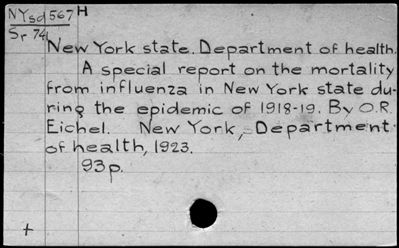 NYsd 567 H
Sr 74
New York state. Department of health.
A special report on the mortality
from influenza in New York state du-
ring the epidemic of 1918-19. By O.R.
Eichel. New York, Department
of health, 1923.
93p.
+